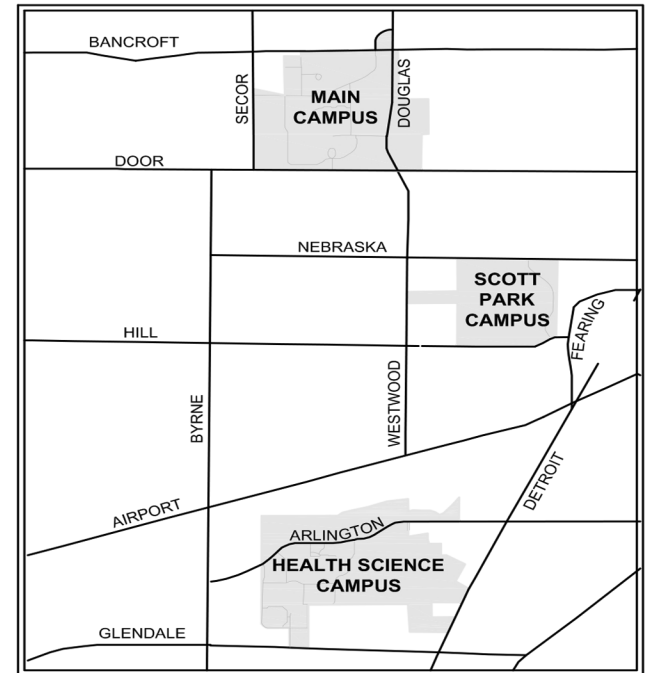 BANCROFT
SECOR
MAIN
CAMPUS
DOUGLAS
DOOR
NEBRASKA
SCOTT
PARK
CAMPUS
HILL
FEARING
BYRNE
WESTWOOD
AIRPORT
DETROIT
ARLINGTON
HEALTH SCIENCE
CAMPUS
GLENDALE